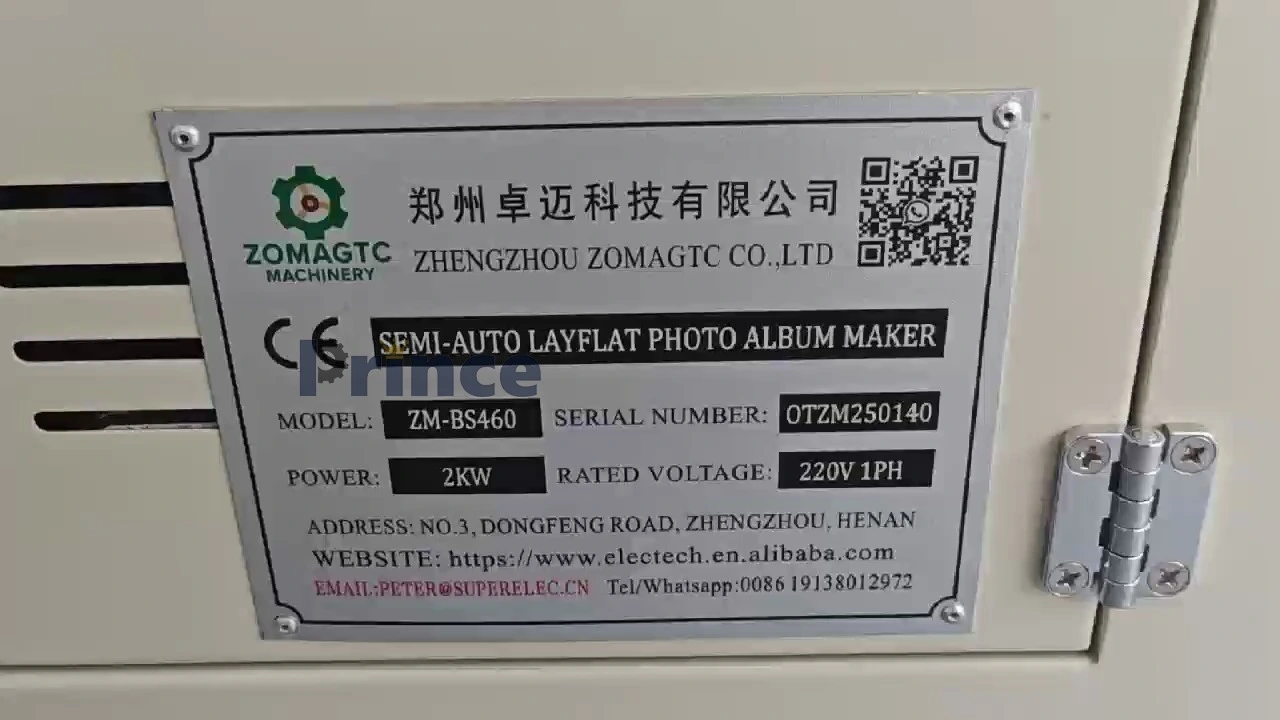 郑州卓迈科技有限公司
ZOMAGTC
MACHINERY
ZHENGZHOU ZOMAGTC CO.,LTD
CE SEMI-AUTO LAYFLAT PHOTO ALBUM MAKER
Prince
MODEL: ZM-BS460 SERIAL NUMBER: OTZM250140
POWER: 2KW RATED VOLTAGE: 220V 1PH
ADDRESS: NO.3, DONGFENG ROAD, ZHENGZHOU, HENAN
WEBSITE: https://www.electech.en.alibaba.com
EMAIL:PETER@SUPERELEC.CN Tel/Whatsapp:0086 19138012972